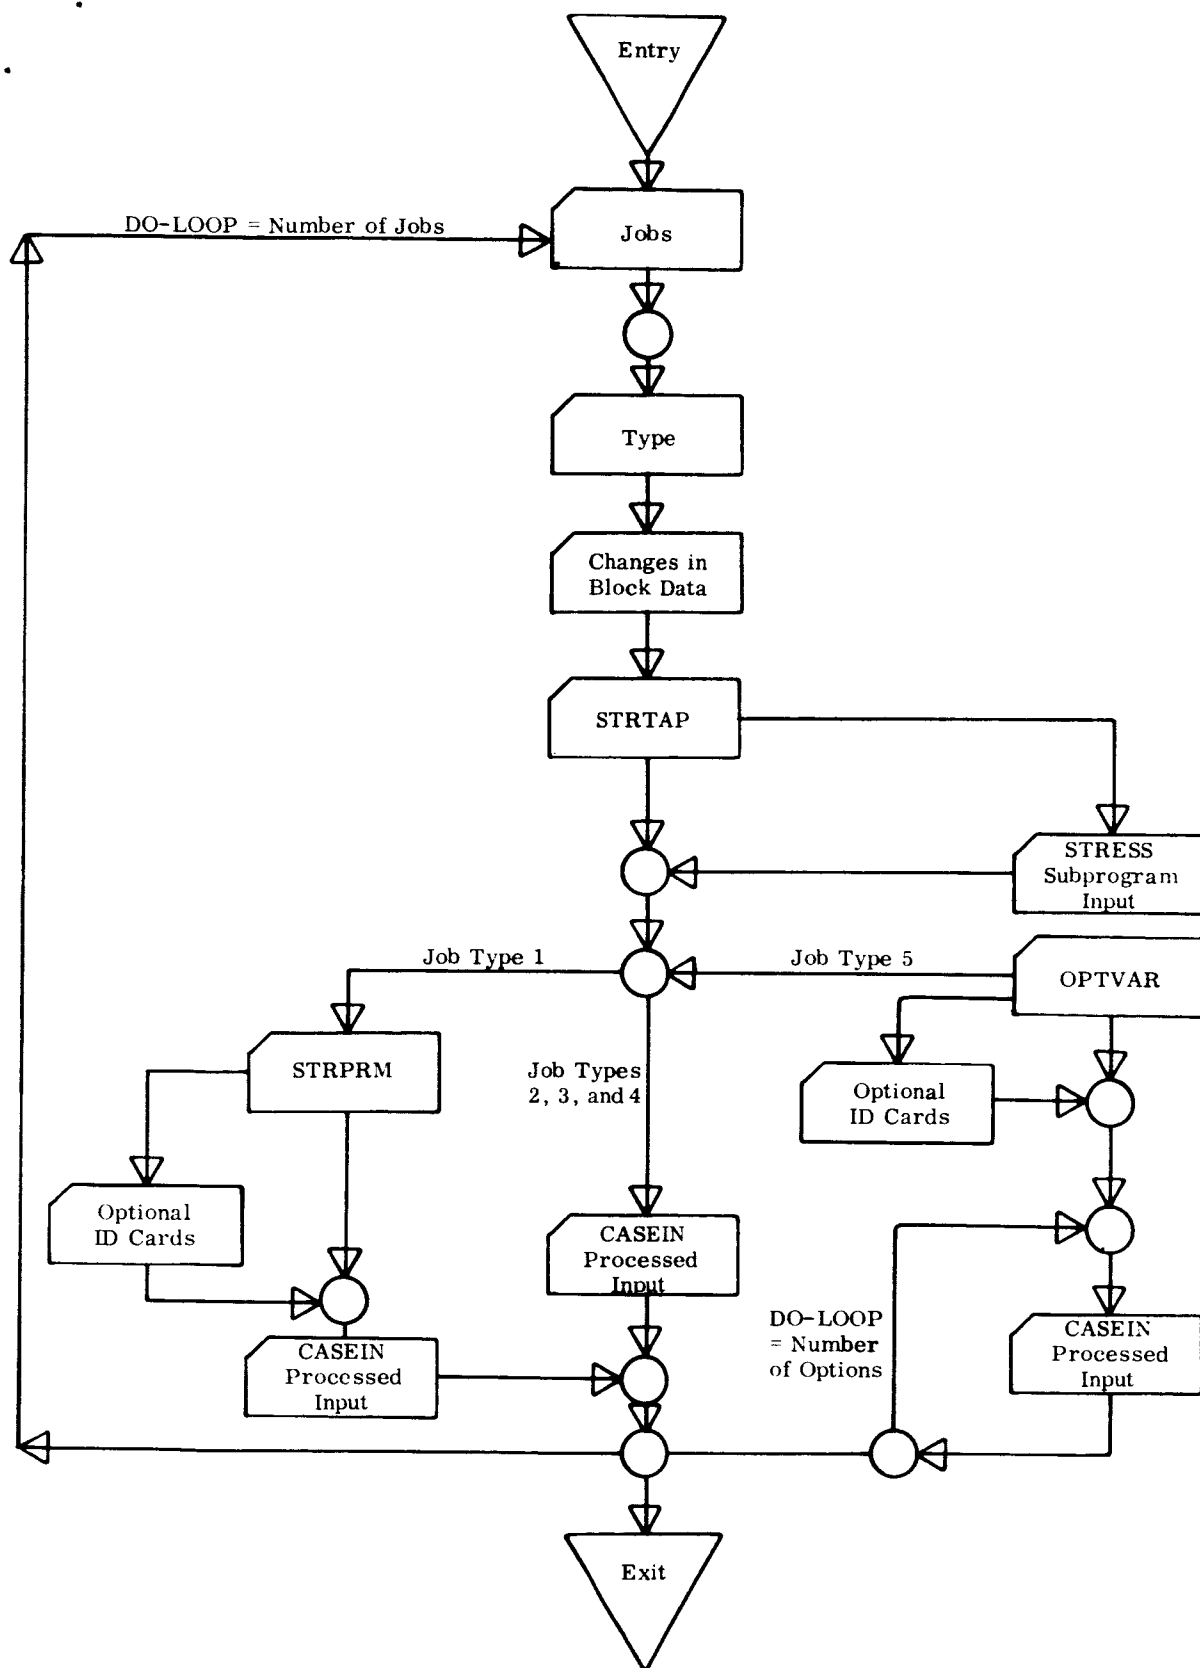 Entry
DO-LOOP = Number of Jobs
Jobs
Type
Changes in
Block Data
STRTAP
STRESS
Subprogram
Input
Job Type 1
Job Type 5
OPTVAR
STRPRM
Job Types
2, 3, and 4
Optional
ID Cards
Optional
ID Cards
CASEIN
Processed
Input
DO-LOOP
= Number
of Options
CASEIN
Processed
Input
CASEIN
Processed
Input
Exit